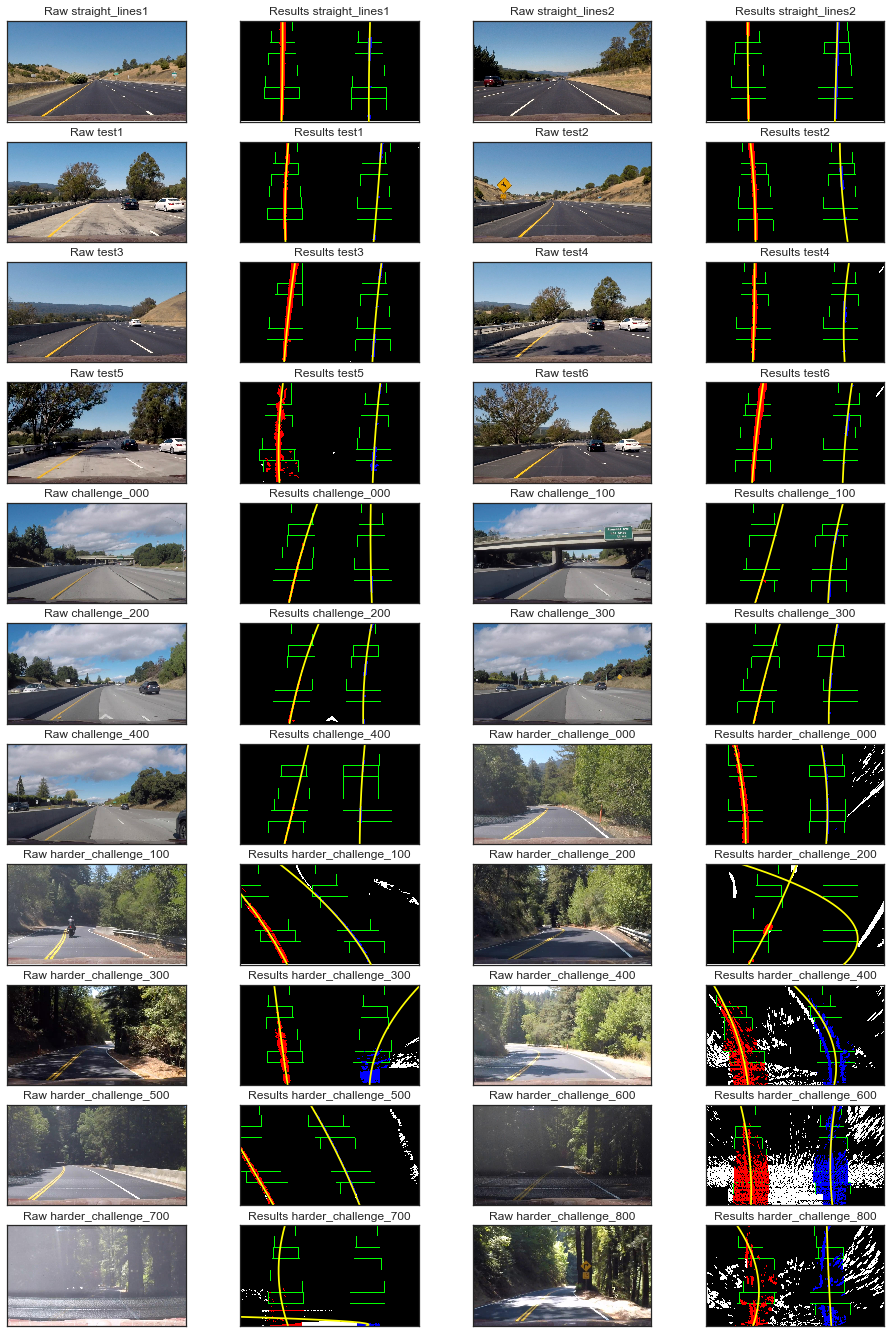 Raw straight_lines1 Results straight_lines1 Raw straight_lines2 Results straight_lines2
Raw test1 Results test1 Raw test2 Results test2
Raw test3 Results test3 Raw test4 Results test4
Raw test5 Results test5 Raw test6 Results test6
Raw challenge_000 Results challenge_000 Raw challenge_100 Results challenge_100
Raw challenge_200 Results challenge_200 Raw challenge_300 Results challenge_300
Raw challenge_400 Results challenge_400 Raw harder_challenge_000 Results harder_challenge_000
Raw harder_challenge_100 Results harder_challenge_100 Raw harder_challenge_200 Results harder_challenge_200
Raw harder_challenge_300 Results harder_challenge_300 Raw harder_challenge_400 Results harder_challenge_400
Raw harder_challenge_500 Results harder_challenge_500 Raw harder_challenge_600 Results harder_challenge_600
Raw harder_challenge_700 Results harder_challenge_700 Raw harder_challenge_800 Results harder_challenge_800